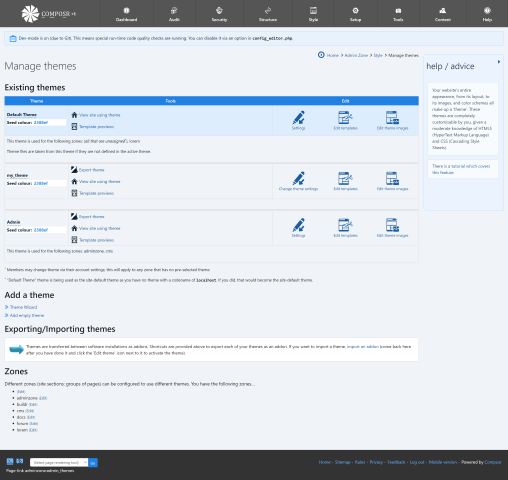 COMPOSR
Dashboard
Audit
Security
Structure
Style
Setup
Tools
Content
Help
Dev-mode is on (due to Git). This means special run-time code quality checks are running. You can disable it via an option in config_editor.php.
Home > Admin Zone > Style > Manage themes
Manage themes
Existing themes
Theme
Tools
Edit
Default Theme
Seed colour: 2386ef
View site using theme
Template previews
Settings
Edit templates
Edit theme images
This theme is used for the following zones: (all that are unassigned*), lorem
Theme files are taken from this theme if they are not defined in the active theme.
my_theme
Seed colour: 2386ef
Export theme
View site using theme
Template previews
Change theme settings
Edit templates
Edit theme images
Admin
Seed colour: 2386ef
Export theme
View site using theme
Template previews
Settings
Edit templates
Edit theme images
This theme is used for the following zones: adminzone, cms
* Members may change theme via their account settings; this will apply to any zone that has no pre-selected theme.
* 'Default Theme' theme is being used as the site-default theme as you have no theme with a codename of localhost. If you did, that would become the site-default theme.
Add a theme
Theme Wizard
Add empty theme
Exporting/Importing themes
Themes are transferred between software installations as addons. Shortcuts are provided above to export each of your themes as an addon. If you want to import a theme, import an addon (come back here
after you have done it and click the 'Edit theme' icon next to it to activate the theme).
Zones
Different zones (site sections: groups of pages) can be configured to use different themes. You have the following zones...
(Edit)
adminzone (Edit)
buildr (Edit)
cms (Edit)
docs (Edit)
forum (Edit)
lorem (Edit)
help / advice
Your website's entire
appearance, from its layout, to
its images, and color schemes all
make up a 'theme'. These
themes are completely
customisable by you, given a
moderate knowledge of HTML5
(HyperText Markup Language)
and CSS (Cascading Style
Sheets).
There is a tutorial which covers
this feature.
(Select page rendering tool)
Home - Sitemap - Rules - Privacy - Feedback - Log out - Mobile version - Powered by Composr
Page-link: adminzone:admin_themes